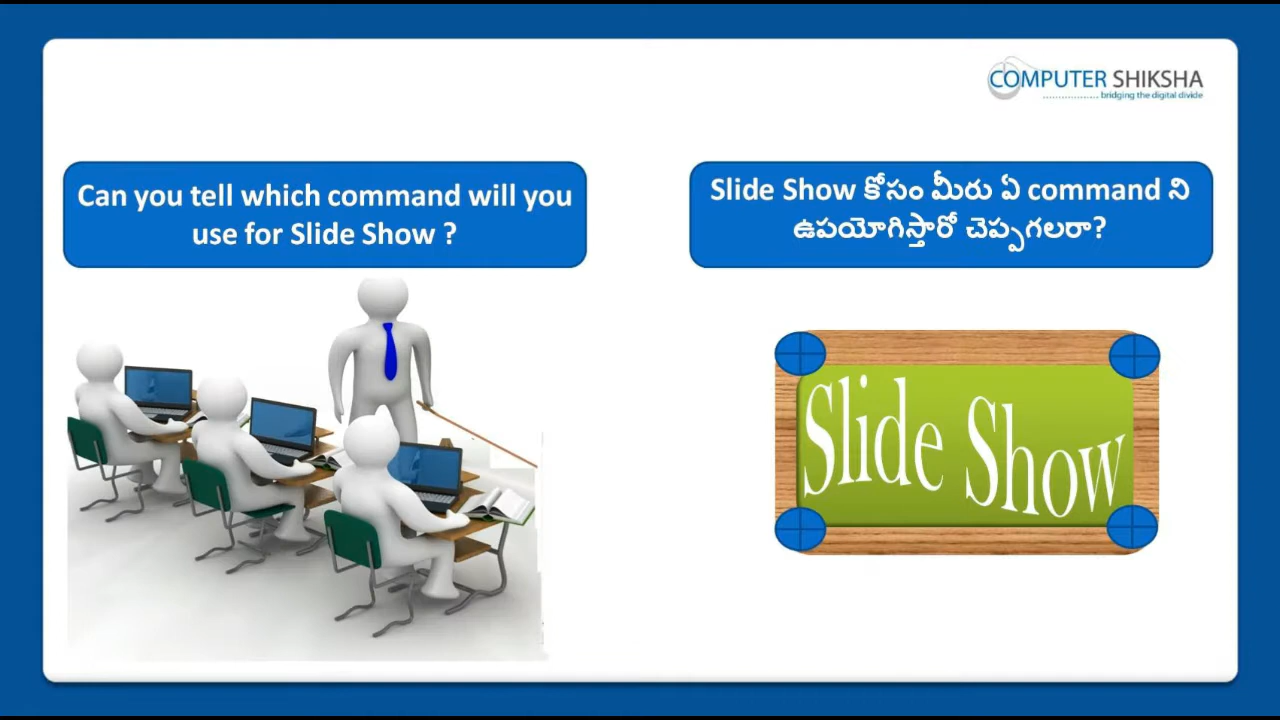 COMPUTER SHIKSHA
bridging the digital divide
Can you tell which command will you
use for Slide Show ?
Slide Show కోసం మీరు ఏ command ని
ఉపయోగిస్తారో చెప్పగలరా?
Slide Show